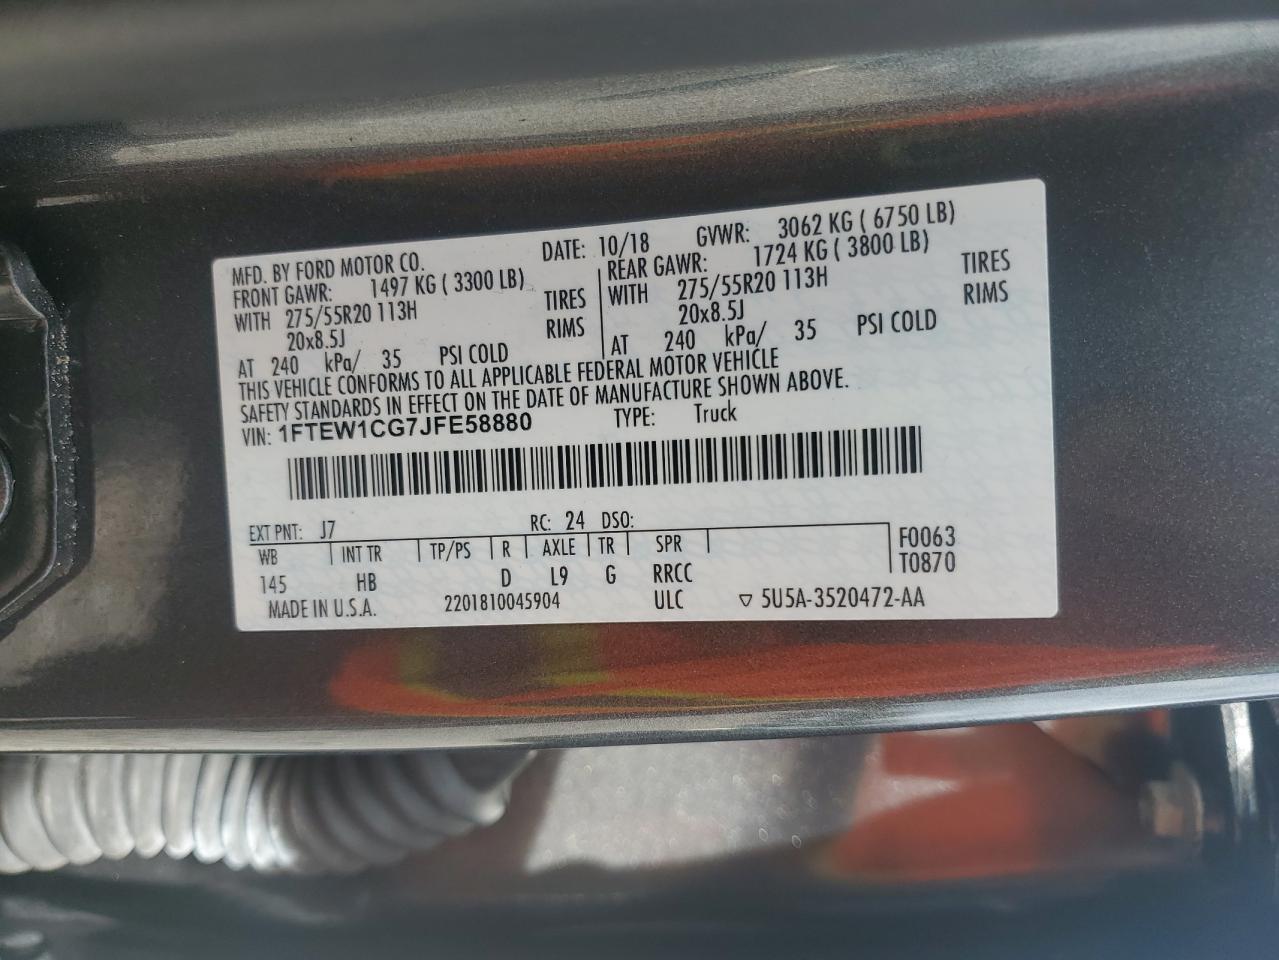 MFD. BY FORD MOTOR CO. DATE: 10/18 GVWR: 3062 KG ( 6750 LB)
FRONT GAWR: 1497 KG ( 3300 LB) REAR GAWR: 1724 KG ( 3800 LB)
WITH 275/55R20 113H TIRES WITH 275/55R20 113H TIRES
20x8.5J RIMS 20x8.5J RIMS
AT 240 kPa/ 35 PSI COLD AT 240 kPa/ 35 PSI COLD
THIS VEHICLE CONFORMS TO ALL APPLICABLE FEDERAL MOTOR VEHICLE
SAFETY STANDARDS IN EFFECT ON THE DATE OF MANUFACTURE SHOWN ABOVE.
VIN: 1FTEW1CG7JFE58880 TYPE: Truck
EXT PNT: J7 RC: 24 DSO:
WB INT TR TP/PS R AXLE TR SPR F0063
145 HB D L9 G RRCC T0870
MADE IN U.S.A. 2201810045904 ULC ▽ 5U5A-3520472-AA